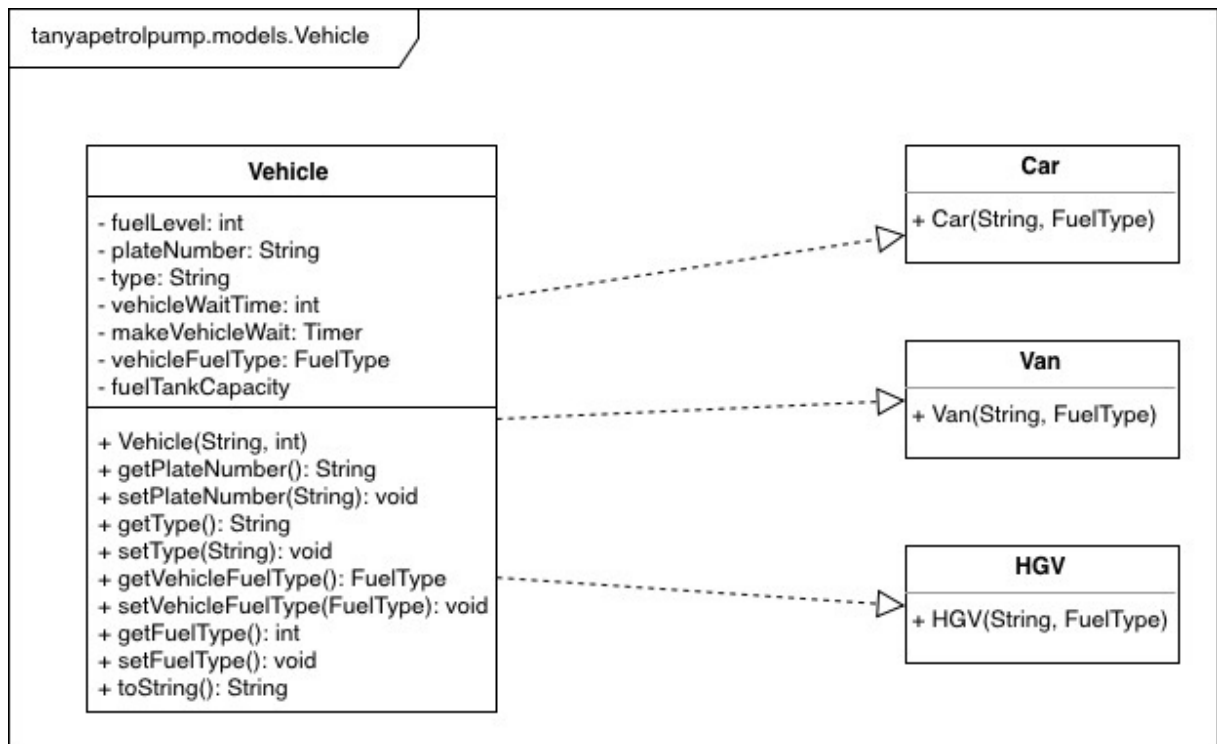 tanyapetrolpump.models.Vehicle
Vehicle
- fuelLevel: int
- plateNumber: String
- type: String
- vehicleWaitTime: int
- makeVehicleWait: Timer
- vehicleFuelType: FuelType
- fuelTankCapacity
+ Vehicle(String, int)
+ getPlateNumber(): String
+ setPlateNumber(String): void
+ getType(): String
+ setType(String): void
+ getVehicleFuelType(): FuelType
+ setVehicleFuelType(FuelType): void
+ getFuelType(): int
+ setFuelType(): void
+ toString(): String
Car
+ Car(String, FuelType)
Van
+ Van(String, FuelType)
HGV
+ HGV(String, FuelType)